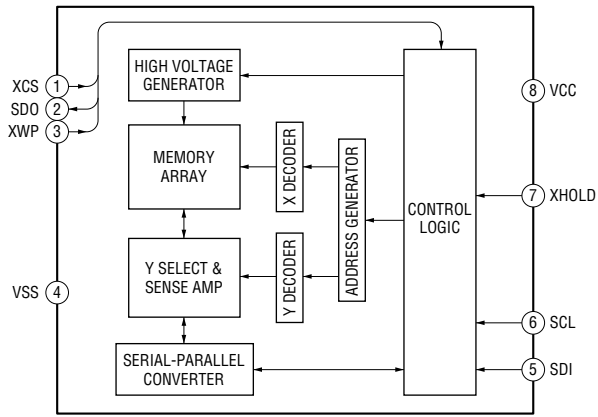 XCS 1
SDO 2
XWP 3
VSS 4
HIGH VOLTAGE
GENERATOR
MEMORY
ARRAY
Y SELECT &
SENSE AMP
SERIAL-PARALLEL
CONVERTER
X DECODER
Y DECODER
ADDRESS GENERATOR
CONTROL
LOGIC
8 VCC
7 XHOLD
6 SCL
5 SDI